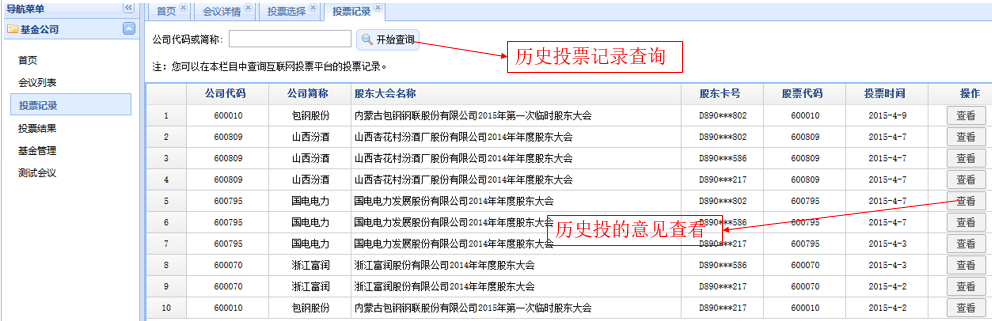 导航菜单
基金公司
首页
会议列表
投票记录
投票结果
基金管理
测试会议
首页 会议详情 投票选择 投票记录
公司代码或简称: 开始查询
历史投票记录查询
注: 您可以在本栏目中查询互联网投票平台的投票记录。
公司代码 公司简称 股东大会名称 股东卡号 股票代码 投票时间 操作
1 600010 包钢股份 内蒙古包钢钢联股份有限公司2015年第一次临时股东大会 D890***802 600010 2015-4-9 查看
2 600809 山西汾酒 山西杏花村汾酒厂股份有限公司2014年年度股东大会 D890***802 600809 2015-4-7 查看
3 600809 山西汾酒 山西杏花村汾酒厂股份有限公司2014年年度股东大会 D890***586 600809 2015-4-7 查看
4 600809 山西汾酒 山西杏花村汾酒厂股份有限公司2014年年度股东大会 D890***217 600809 2015-4-7 查看
5 600795 国电电力 国电电力发展股份有限公司2014年年度股东大会 D890***802 600795 2015-4-7 查看
6 600795 国电电力 国电电力发展股份有限公司2014年年度股东大会 D890***586 600795 2015-4-7 查看
历史投的意见查看
7 600795 国电电力 国电电力发展股份有限公司2014年年度股东大会 D890***217 600795 2015-4-3 查看
8 600070 浙江富润 浙江富润股份有限公司2014年年度股东大会 D890***586 600070 2015-4-3 查看
9 600070 浙江富润 浙江富润股份有限公司2014年年度股东大会 D890***217 600070 2015-4-2 查看
10 600010 包钢股份 内蒙古包钢钢联股份有限公司2015年第一次临时股东大会 D890***217 600010 2015-4-2 查看